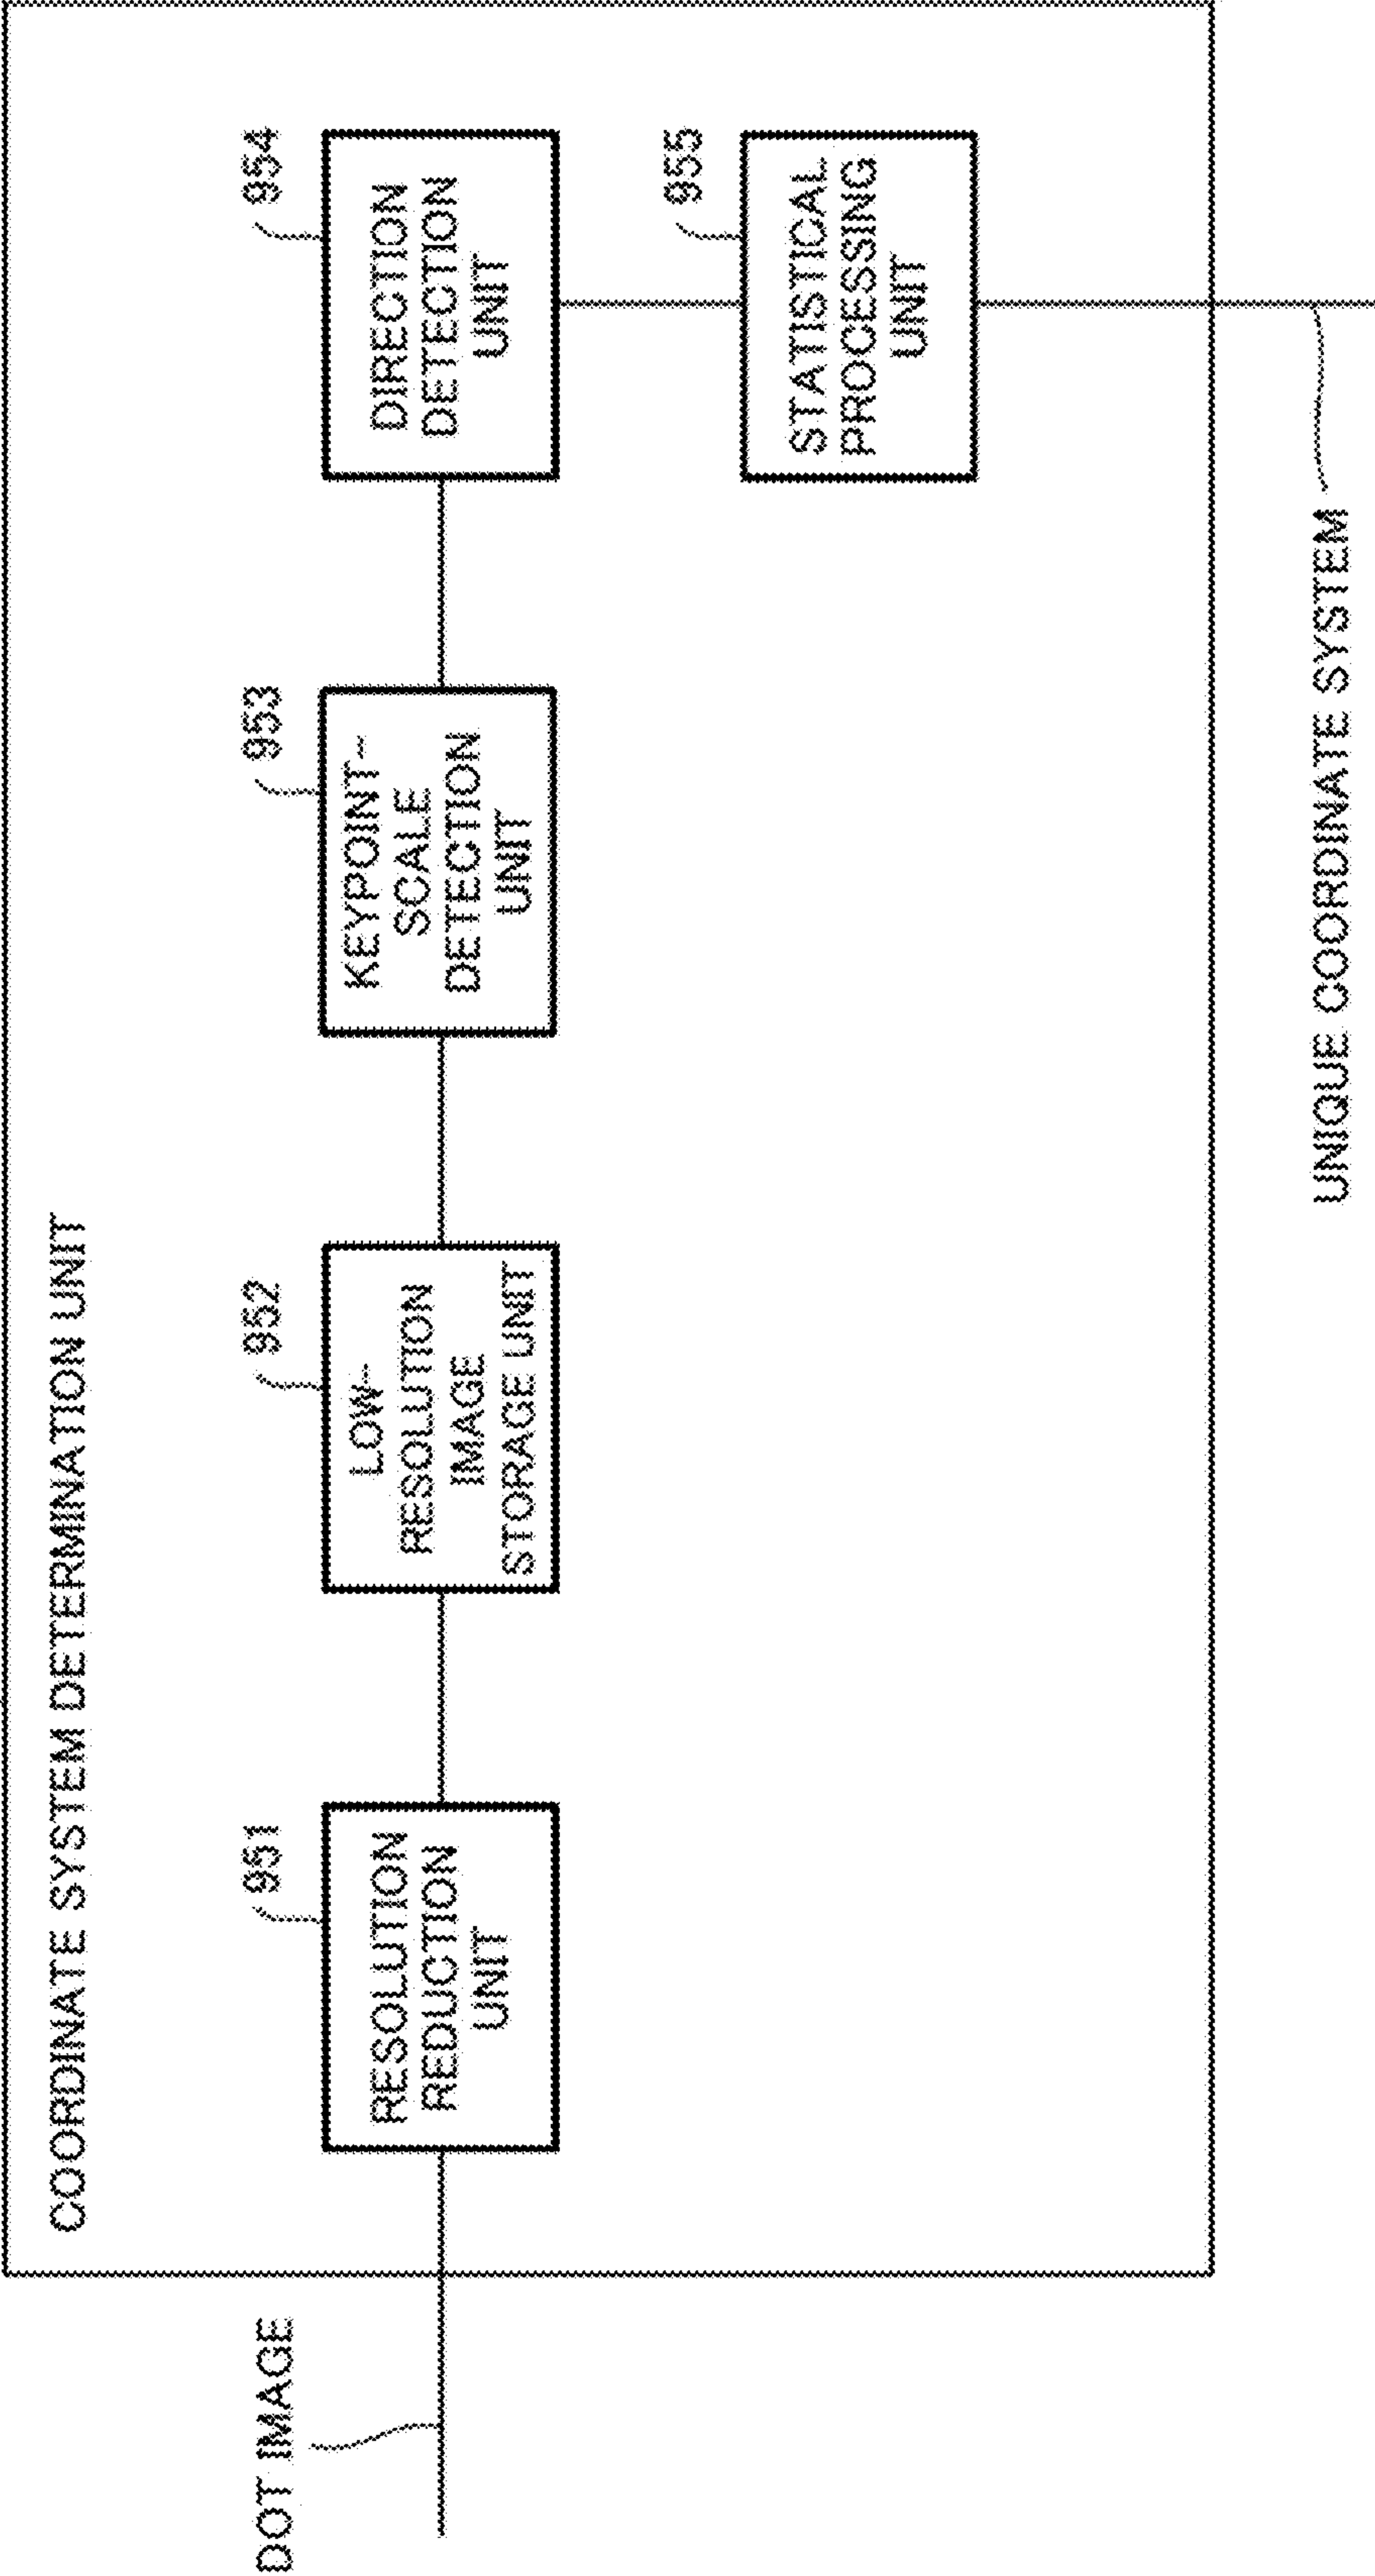 COORDINATE SYSTEM DETERMINATION UNIT
DOT IMAGE
951
RESOLUTION
REDUCTION
UNIT
952
LOW-
RESOLUTION
IMAGE
STORAGE UNIT
953
KEYPOINT-
SCALE
DETECTION
UNIT
954
DIRECTION
DETECTION
UNIT
955
STATISTICAL
PROCESSING
UNIT
UNIQUE COORDINATE SYSTEM